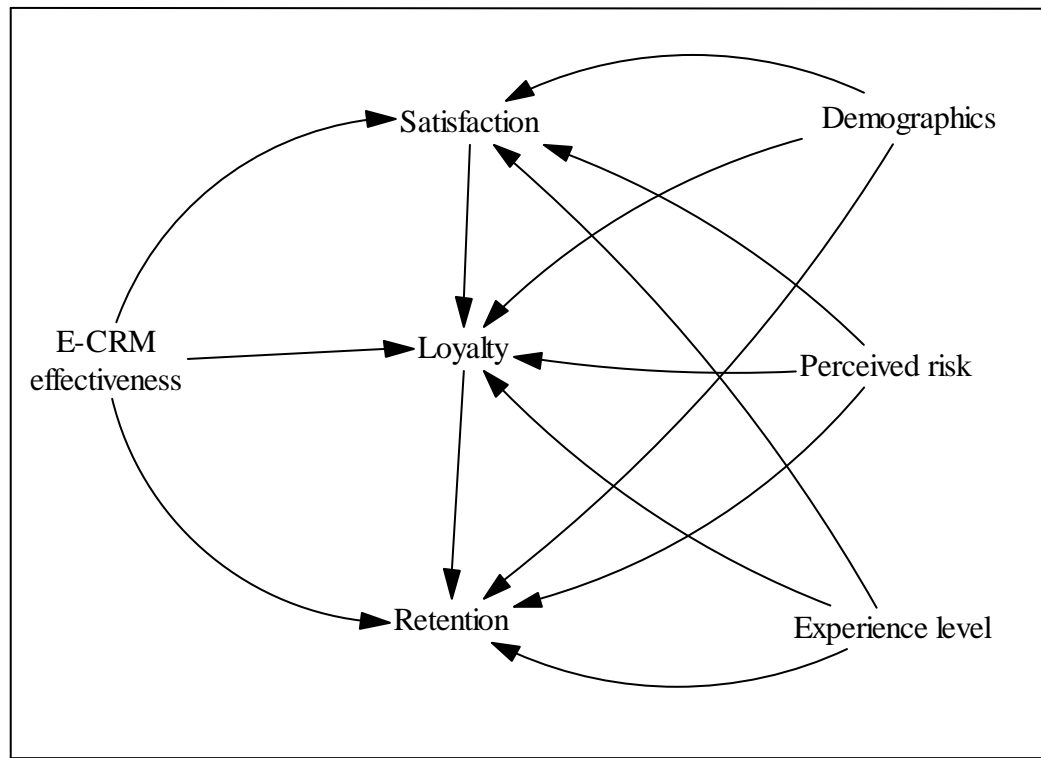 Satisfaction
Demographics
E-CRM
effectiveness
Loyalty
Perceived risk
Retention
Experience level